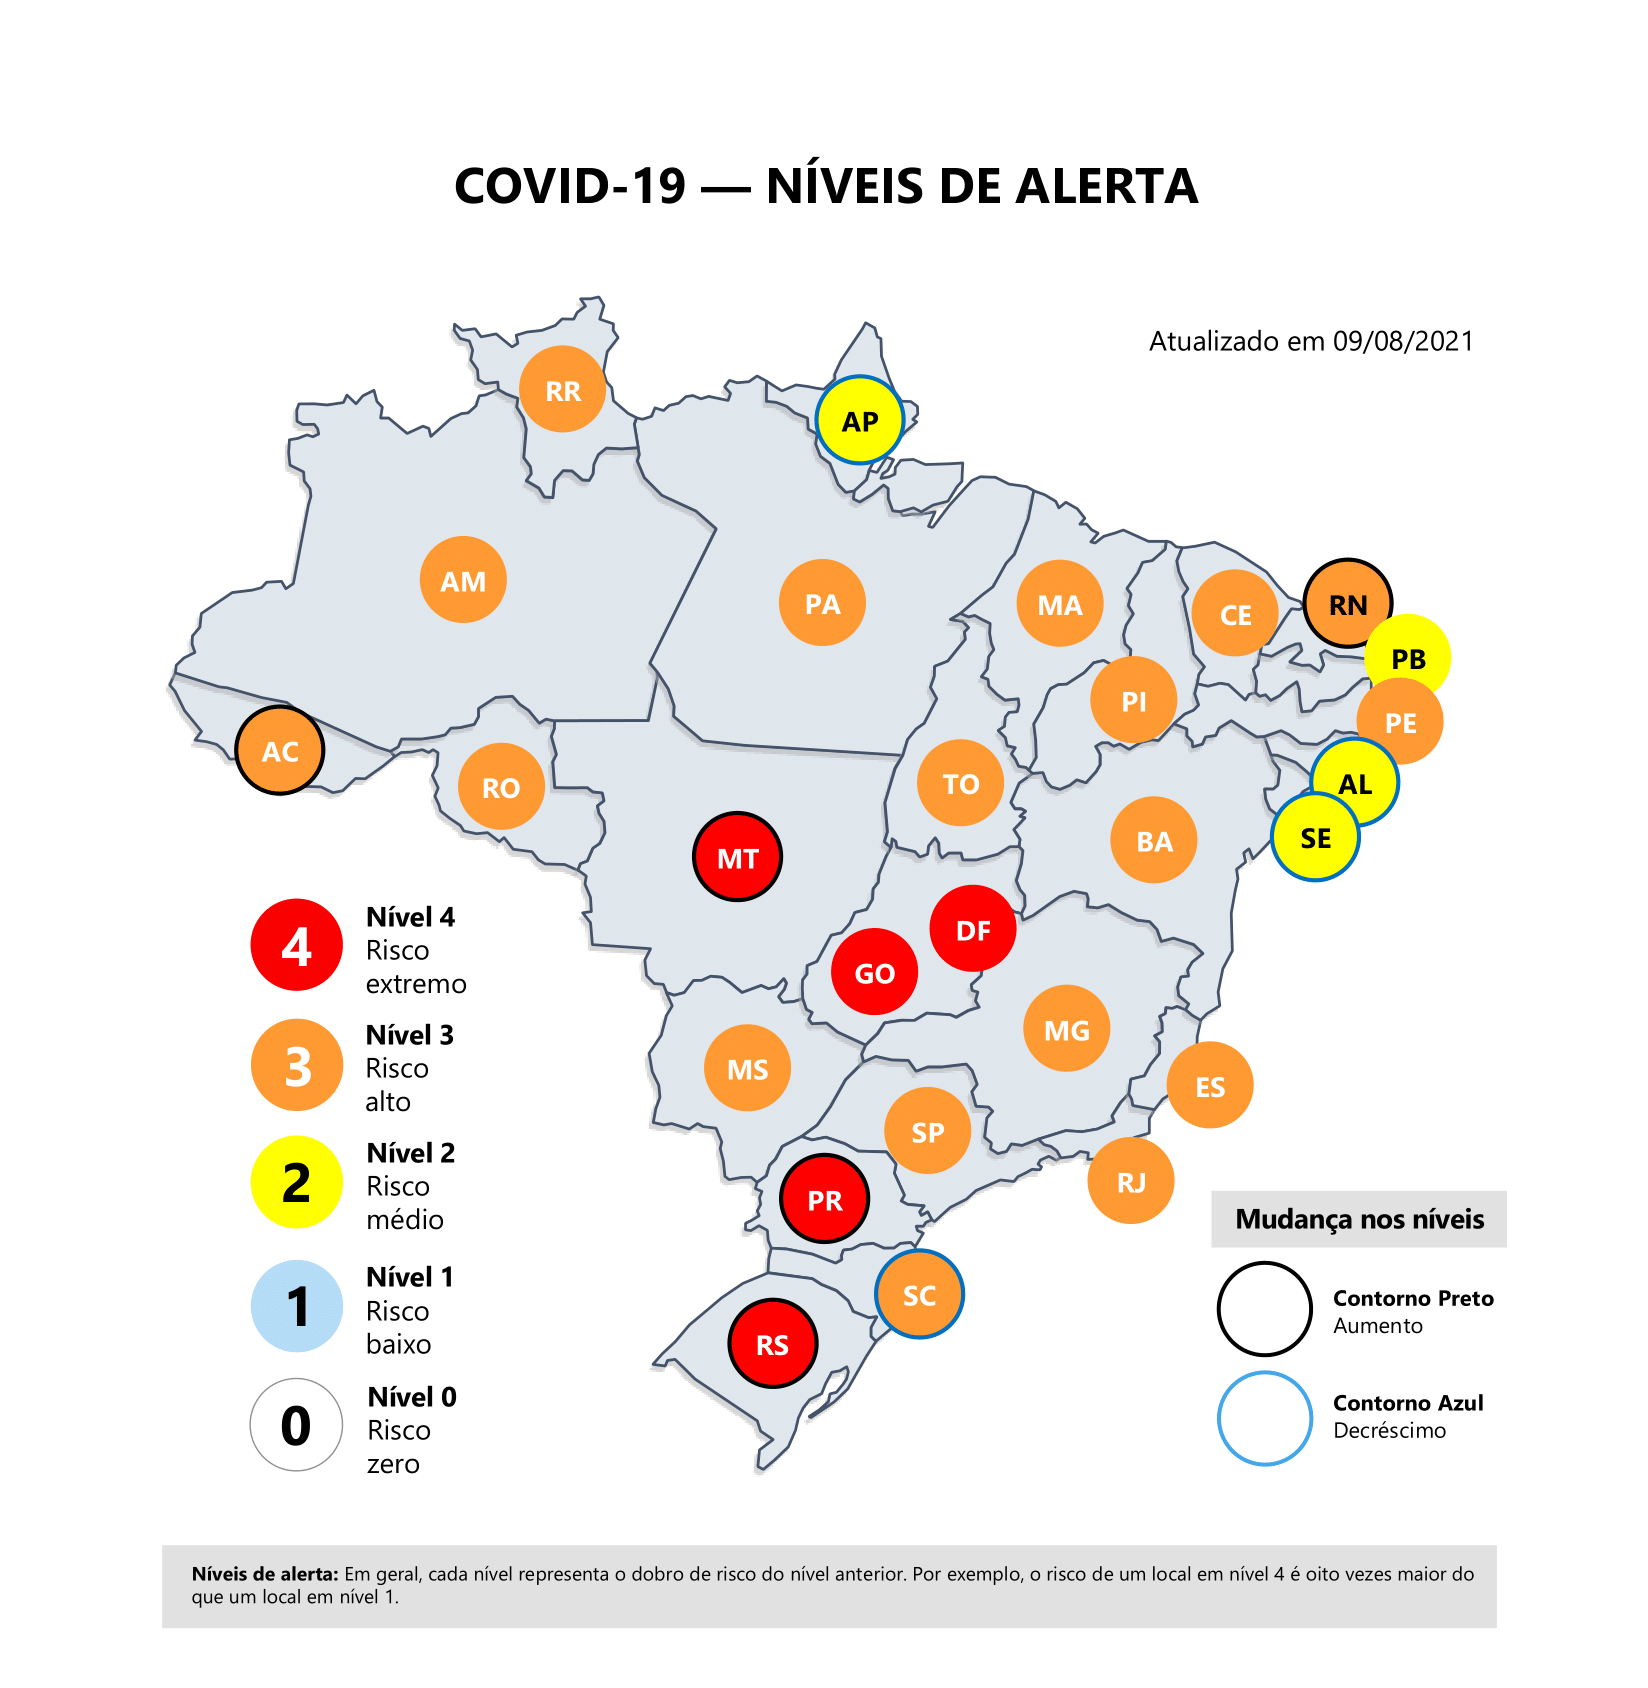 COVID-19 — NÍVEIS DE ALERTA
Atualizado em 09/08/2021
RR
AP
AM
PA
MA
CE
RN
PB
PI
PE
AC
RO
TO
AL
BA
SE
MT
DF
GO
MG
MS
ES
SP
RJ
PR
SC
RS
4
Nível 4
Risco
extremo
3
Nível 3
Risco
alto
2
Nível 2
Risco
médio
1
Nível 1
Risco
baixo
0
Nível 0
Risco
zero
Mudança nos níveis
Contorno Preto
Aumento
Contorno Azul
Decréscimo
Níveis de alerta: Em geral, cada nível representa o dobro de risco do nível anterior. Por exemplo, o risco de um local em nível 4 é oito vezes maior do
que um local em nível 1.